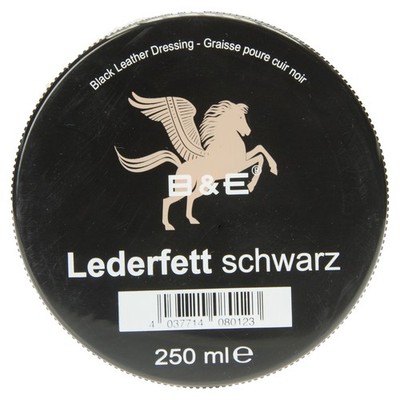 Black Leather Dressing - Graisse poure cuir noir
B&E®
Lederfett schwarz
4 037714 080123
250 ml ℮